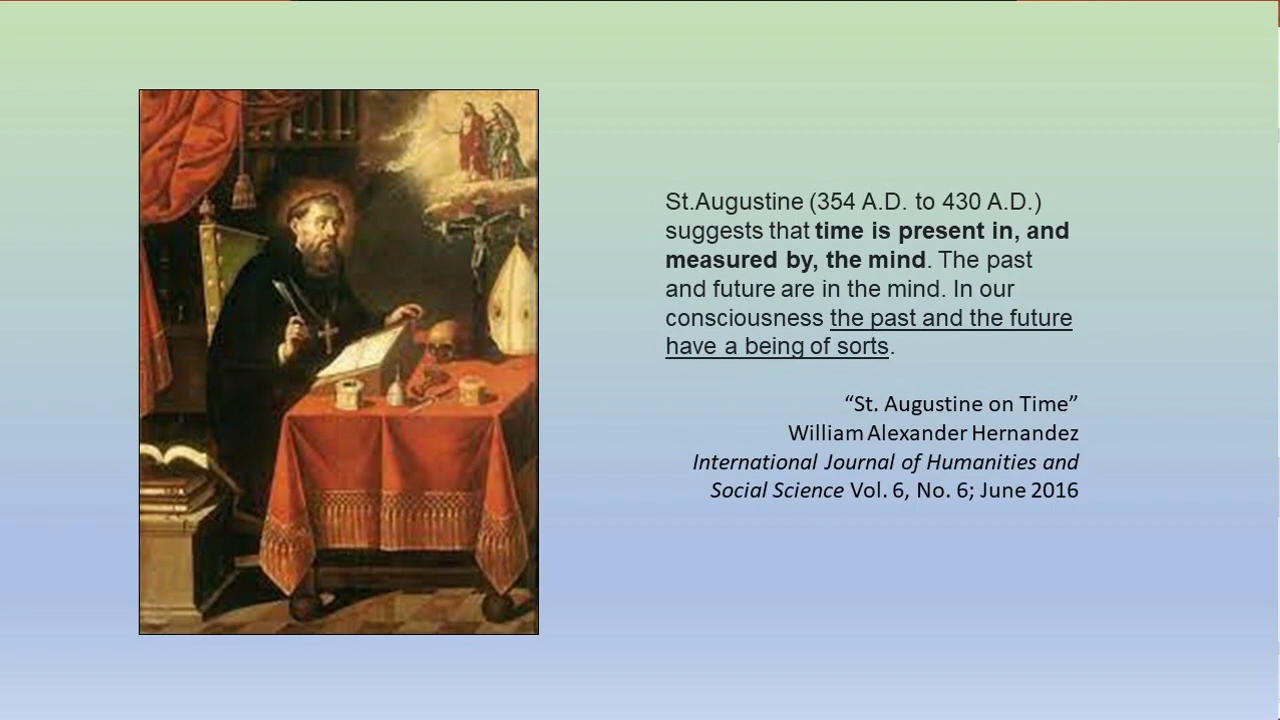 St.Augustine (354 A.D. to 430 A.D.)
suggests that time is present in, and
measured by, the mind. The past
and future are in the mind. In our
consciousness the past and the future
have a being of sorts.
“St. Augustine on Time”
William Alexander Hernandez
International Journal of Humanities and
Social Science Vol. 6, No. 6; June 2016